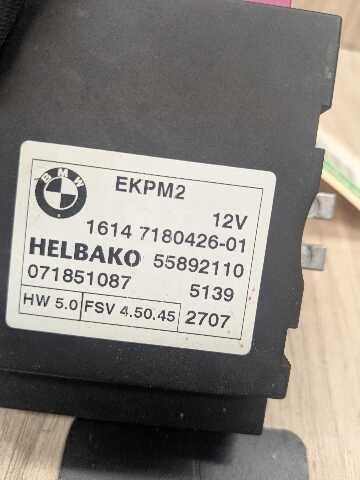 BMW
EKPM2
12V
1614 7180426-01
HELBAKO 55892110
071851087 5139
HW 5.0 FSV 4.50.45 2707